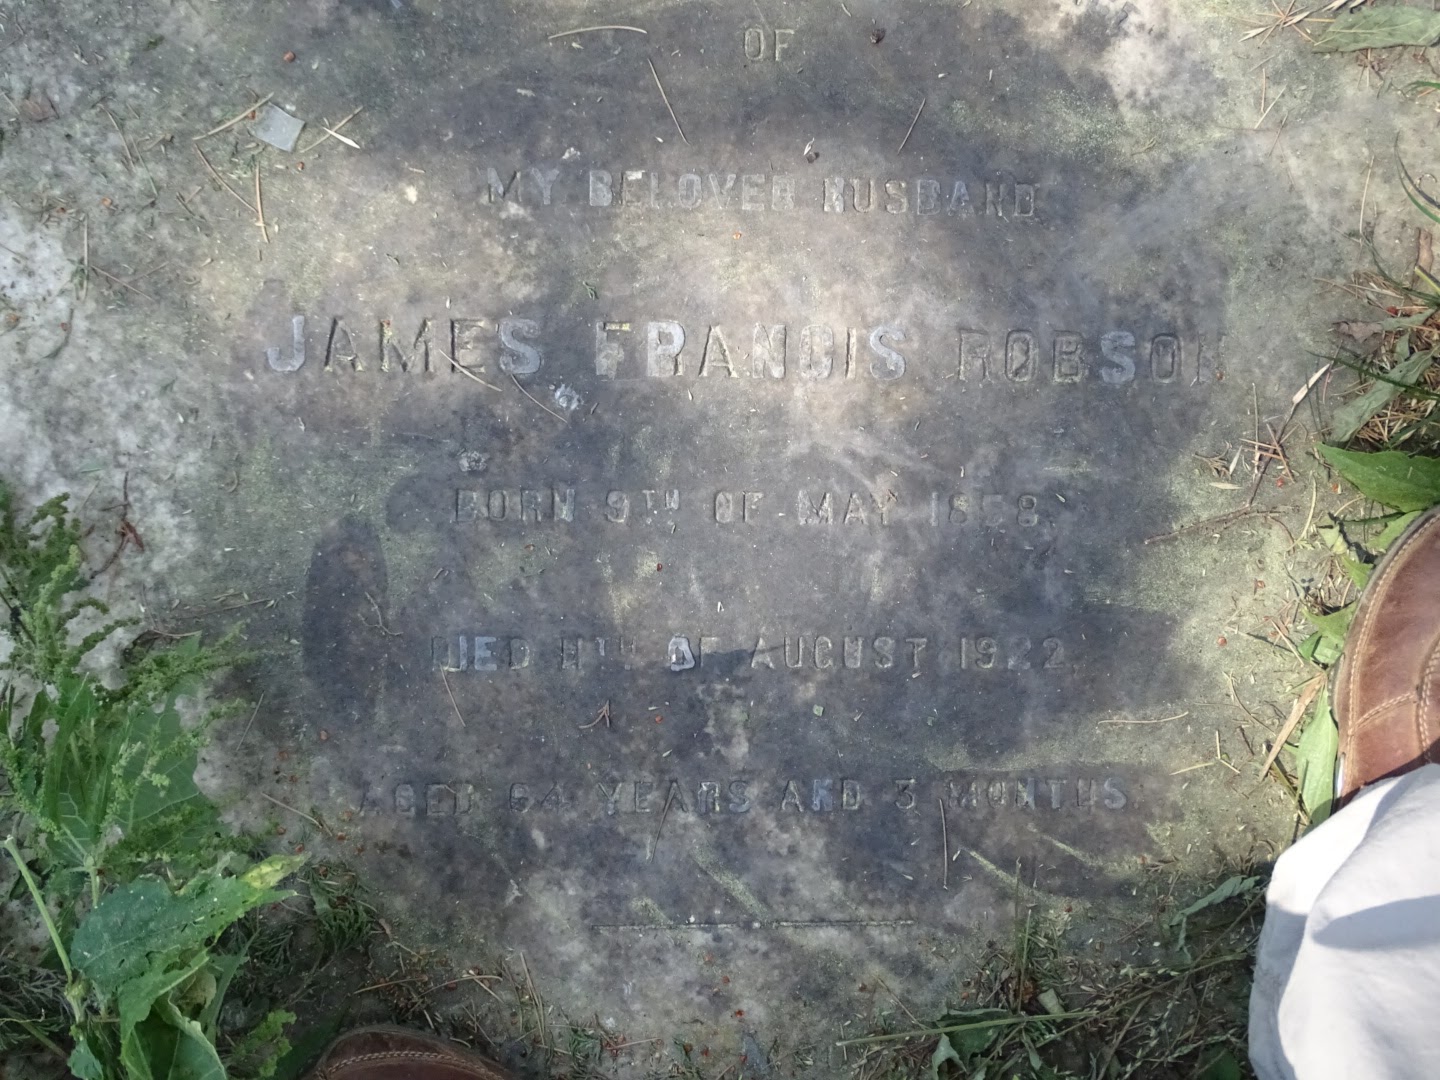 OF
MY BELOVED HUSBAND
JAMES FRANCIS ROBSON
BORN 9TH OF MAY 1858.
DIED 11TH OF AUGUST 1922.
AGED 64 YEARS AND 3 MONTHS